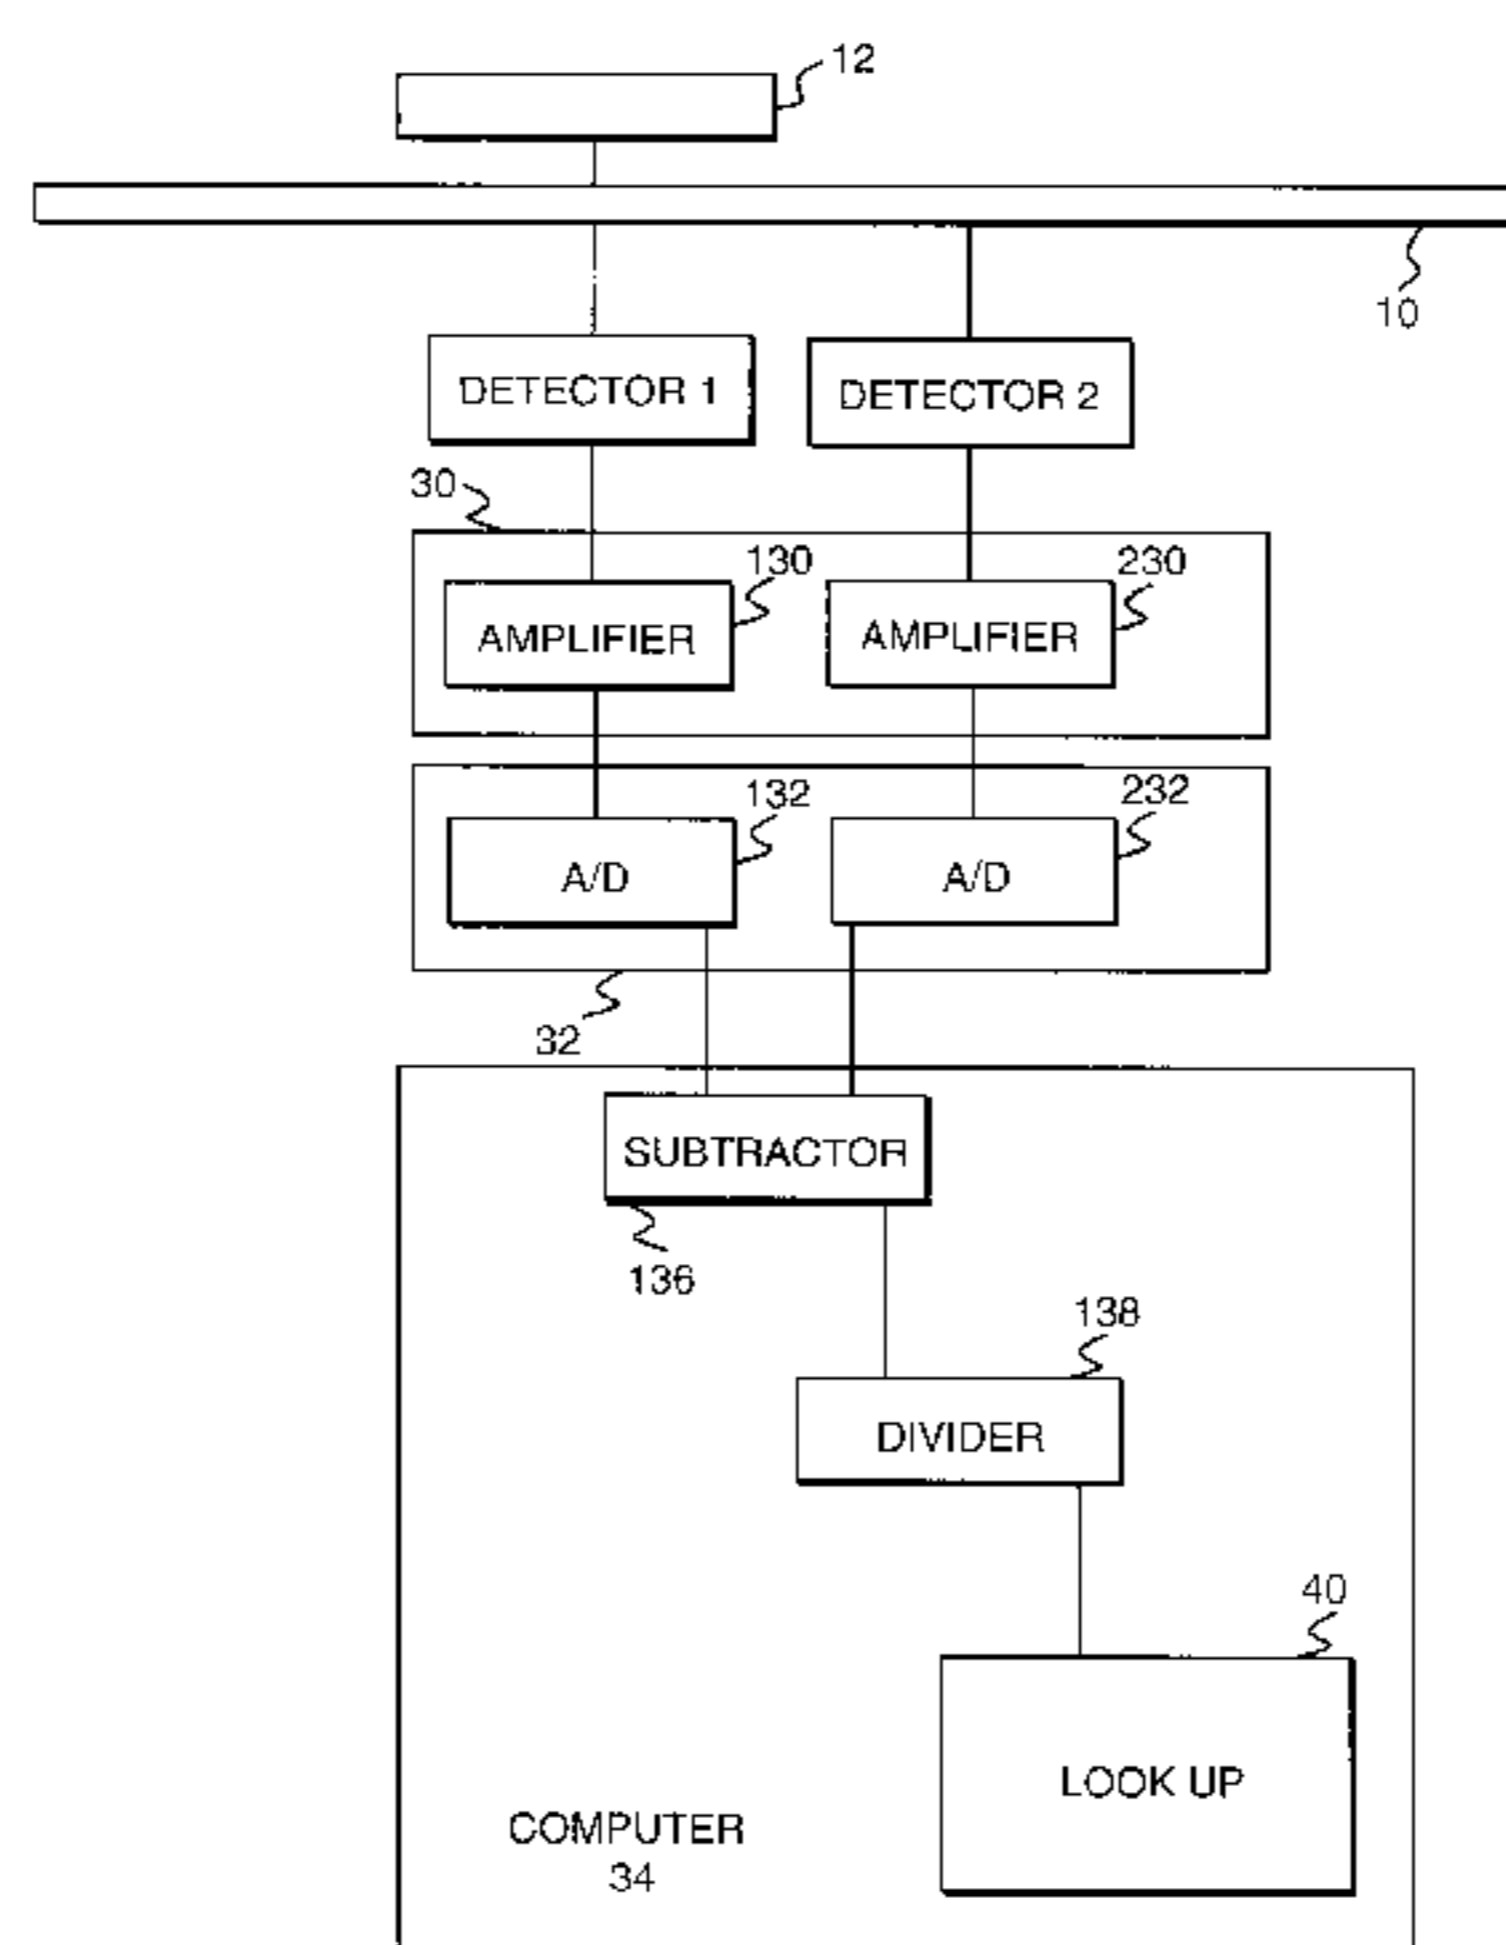 12
10
DETECTOR 1
DETECTOR 2
30
130
230
AMPLIFIER
AMPLIFIER
132
232
A/D
A/D
32
SUBTRACTOR
136
138
DIVIDER
40
LOOK UP
COMPUTER
34